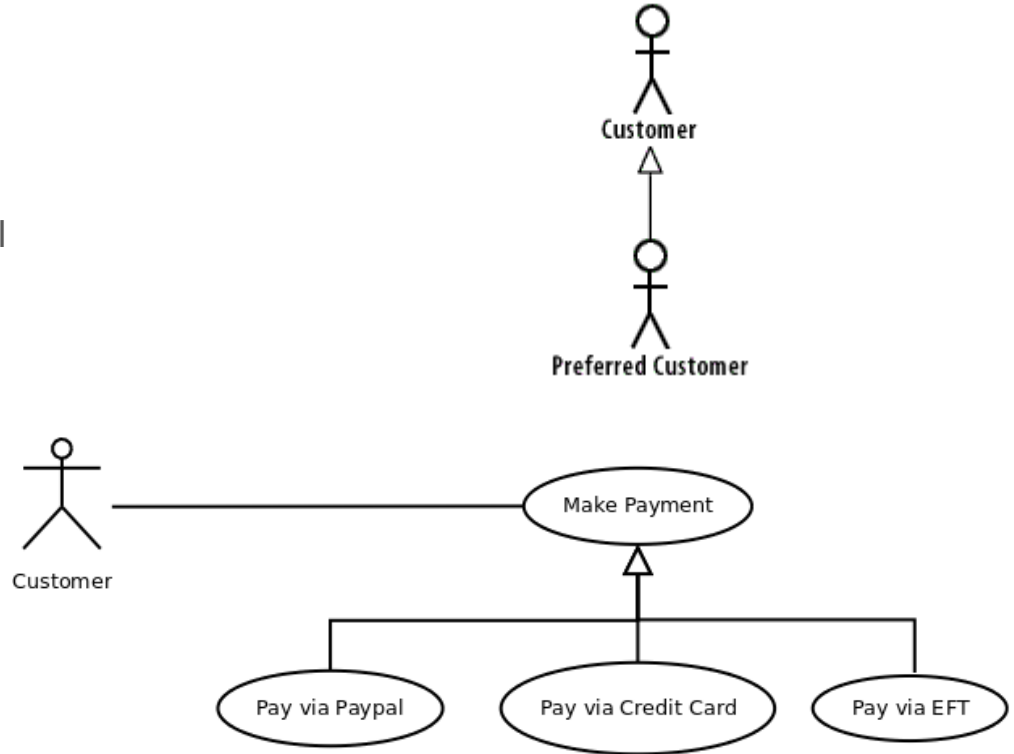 Customer
Preferred Customer
Make Payment
Customer
Pay via Paypal
Pay via Credit Card
Pay via EFT